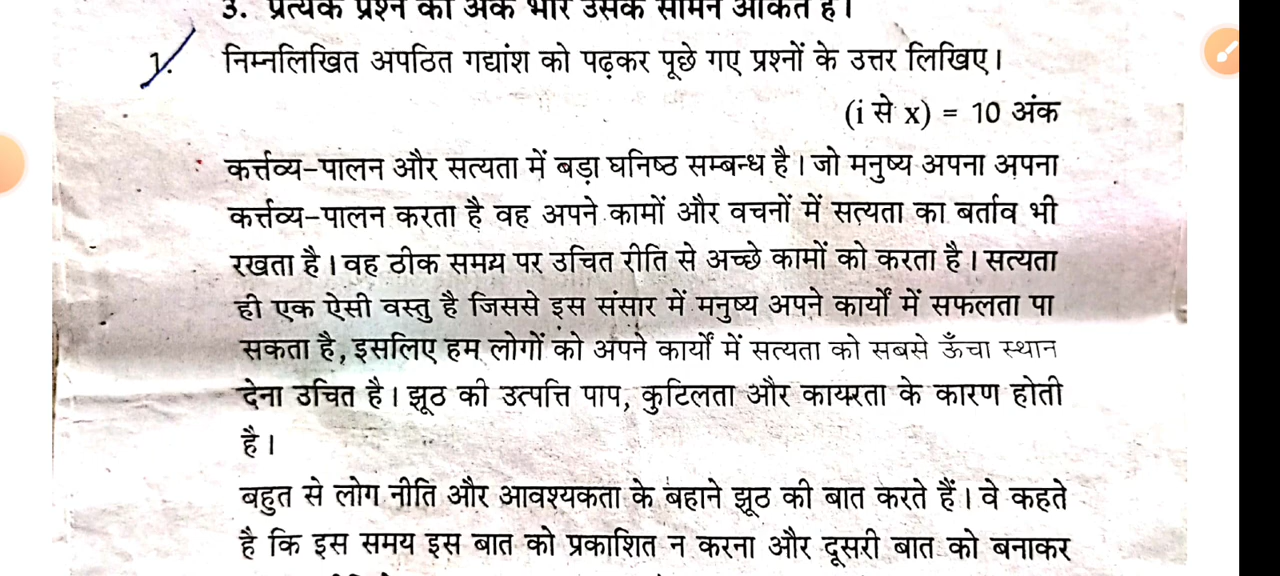 3. प्रत्येक प्रश्न का अंक भार उसके सामने अंकित है।
1.
निम्नलिखित अपठित गद्यांश को पढ़कर पूछे गए प्रश्नों के उत्तर लिखिए।
(i से x) = 10 अंक
कर्त्तव्य-पालन और सत्यता में बड़ा घनिष्ठ सम्बन्ध है। जो मनुष्य अपना अपना
कर्त्तव्य-पालन करता है वह अपने कामों और वचनों में सत्यता का बर्ताव भी
रखता है। वह ठीक समय पर उचित रीति से अच्छे कामों को करता है। सत्यता
ही एक ऐसी वस्तु है जिससे इस संसार में मनुष्य अपने कार्यों में सफलता पा
सकता है, इसलिए हम लोगों को अपने कार्यों में सत्यता को सबसे ऊँचा स्थान
देना उचित है। झूठ की उत्पत्ति पाप, कुटिलता और कायरता के कारण होती
है।
बहुत से लोग नीति और आवश्यकता के बहाने झूठ की बात करते हैं। वे कहते
है कि इस समय इस बात को प्रकाशित न करना और दूसरी बात को बनाकर